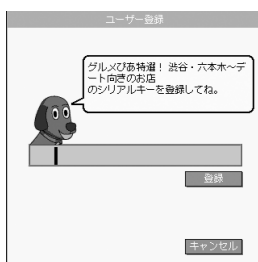 ユーザー登録
グルメぴあ特選！ 渋谷・六本木～デ
ート向きのお店
のシリアルキーを登録してね。
登録
キャンセル